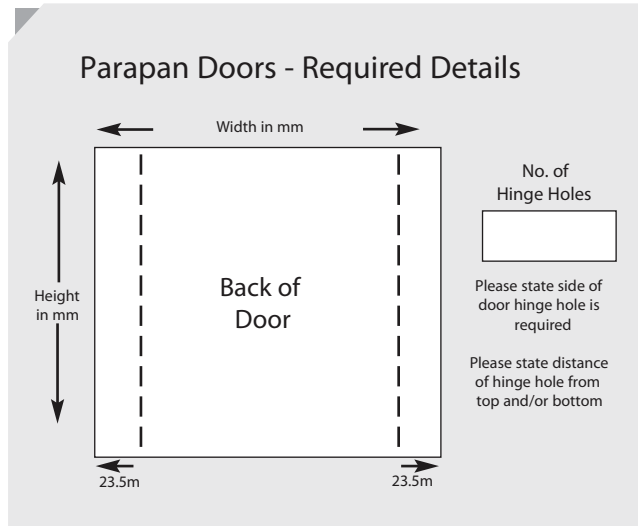 Parapan Doors - Required Details
Width in mm
No. of
Hinge Holes
Height
in mm
Back of
Door
Please state side of
door hinge hole is
required
Please state distance
of hinge hole from
top and/or bottom
23.5m
23.5m